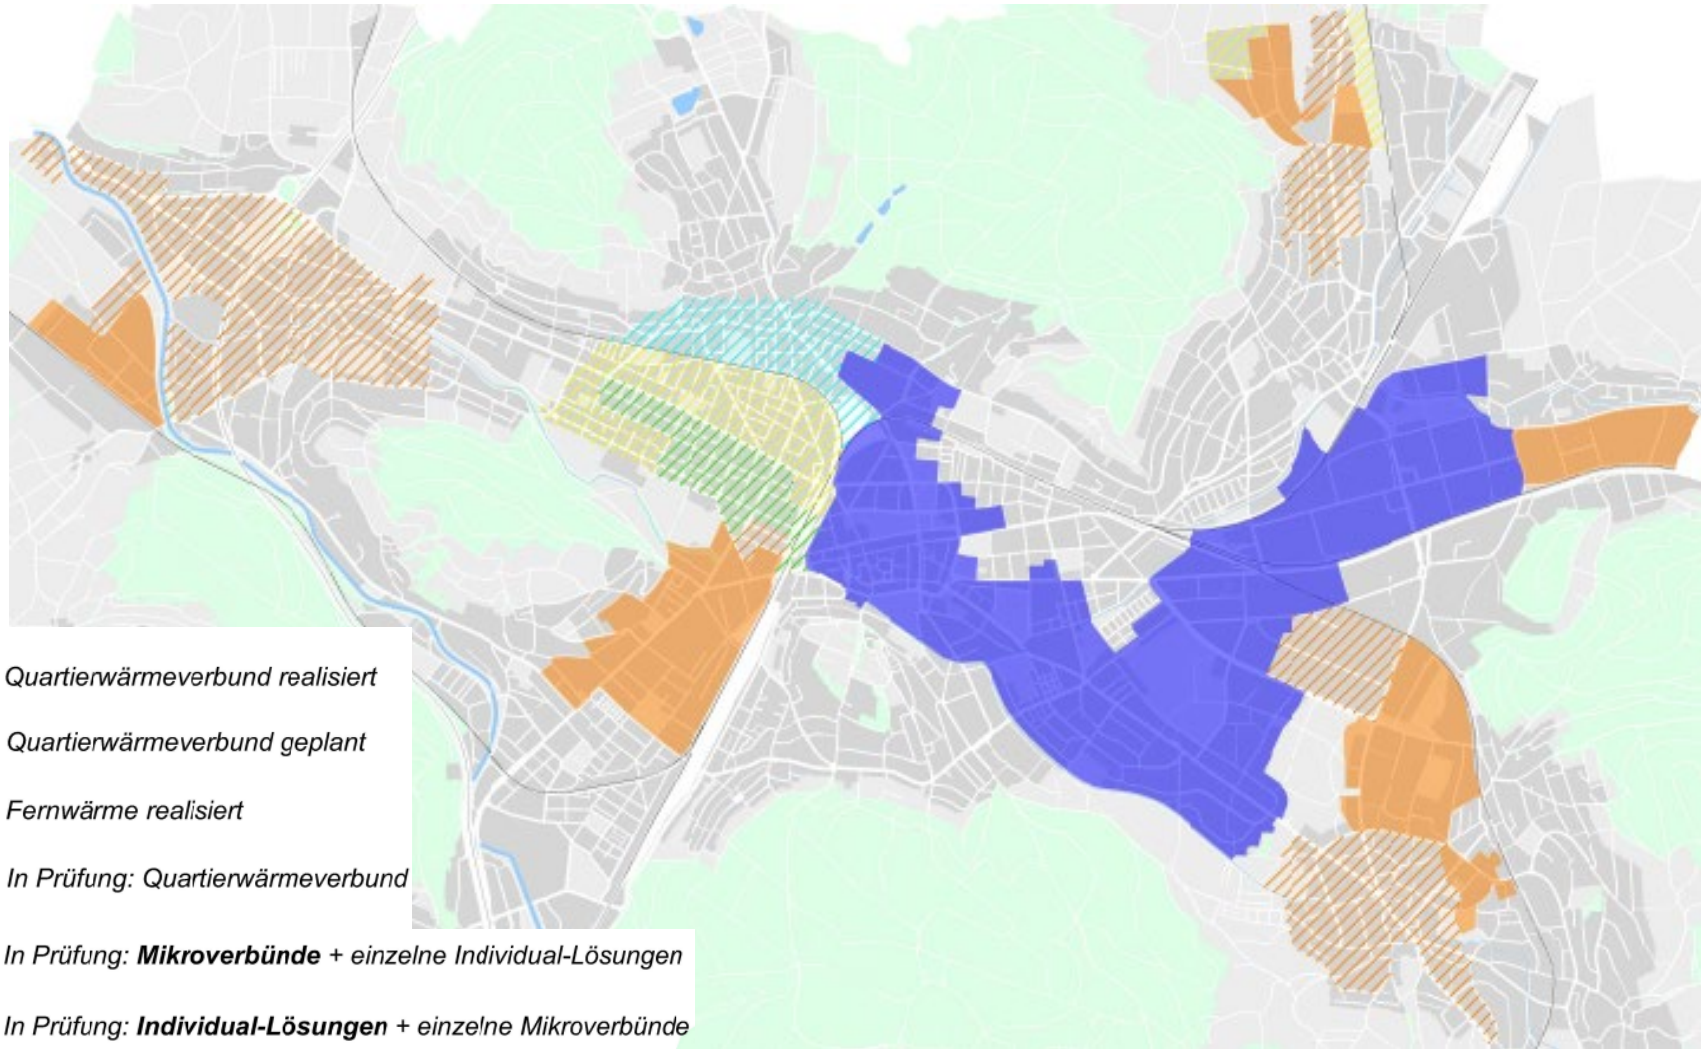 Quartierwärmeverbund realisiert
Quartierwärmeverbund geplant
Fernwärme realisiert
In Prüfung: Quartierwärmeverbund
In Prüfung: Mikroverbünde + einzelne Individual-Lösungen
In Prüfung: Individual-Lösungen + einzelne Mikroverbünde